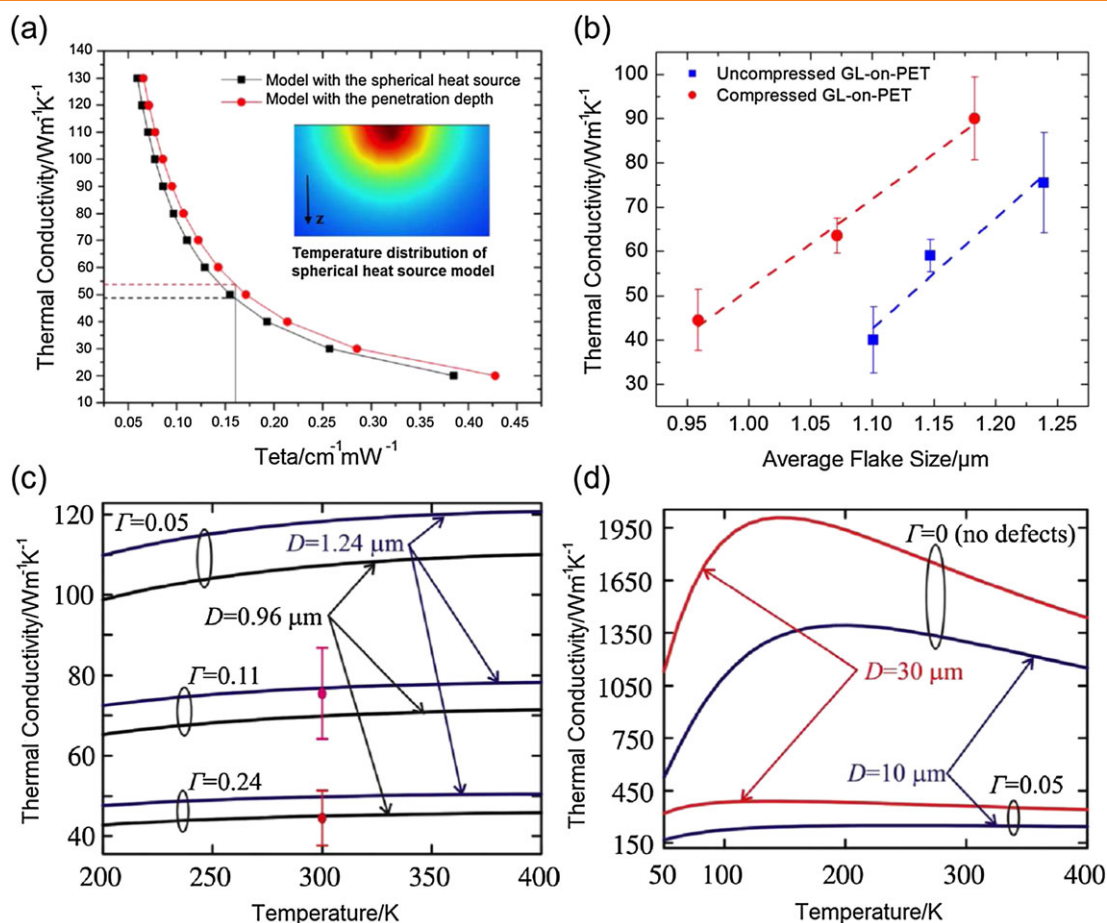 (a)
140
130
120
110
100
90
80
70
60
50
40
30
20
10
Thermal Conductivity/Wm⁻¹K⁻¹
Model with the spherical heat source
Model with the penetration depth
z
Temperature distribution of
spherical heat source model
0.05 0.10 0.15 0.20 0.25 0.30 0.35 0.40 0.45
Teta/cm⁻¹mW⁻¹
(b)
100
90
80
70
60
50
40
30
Thermal Conductivity/Wm⁻¹K⁻¹
Uncompressed GL-on-PET
Compressed GL-on-PET
0.95 1.00 1.05 1.10 1.15 1.20 1.25
Average Flake Size/μm
(c)
120
100
80
60
40
Thermal Conductivity/Wm⁻¹K⁻¹
Γ=0.05
D=1.24 μm
D=0.96 μm
Γ=0.11
Γ=0.24
200 250 300 350 400
Temperature/K
(d)
1950
1650
1350
1050
750
450
150
Thermal Conductivity/Wm⁻¹K⁻¹
Γ=0 (no defects)
D=30 μm
D=10 μm
Γ=0.05
50 100 200 300 400
Temperature/K